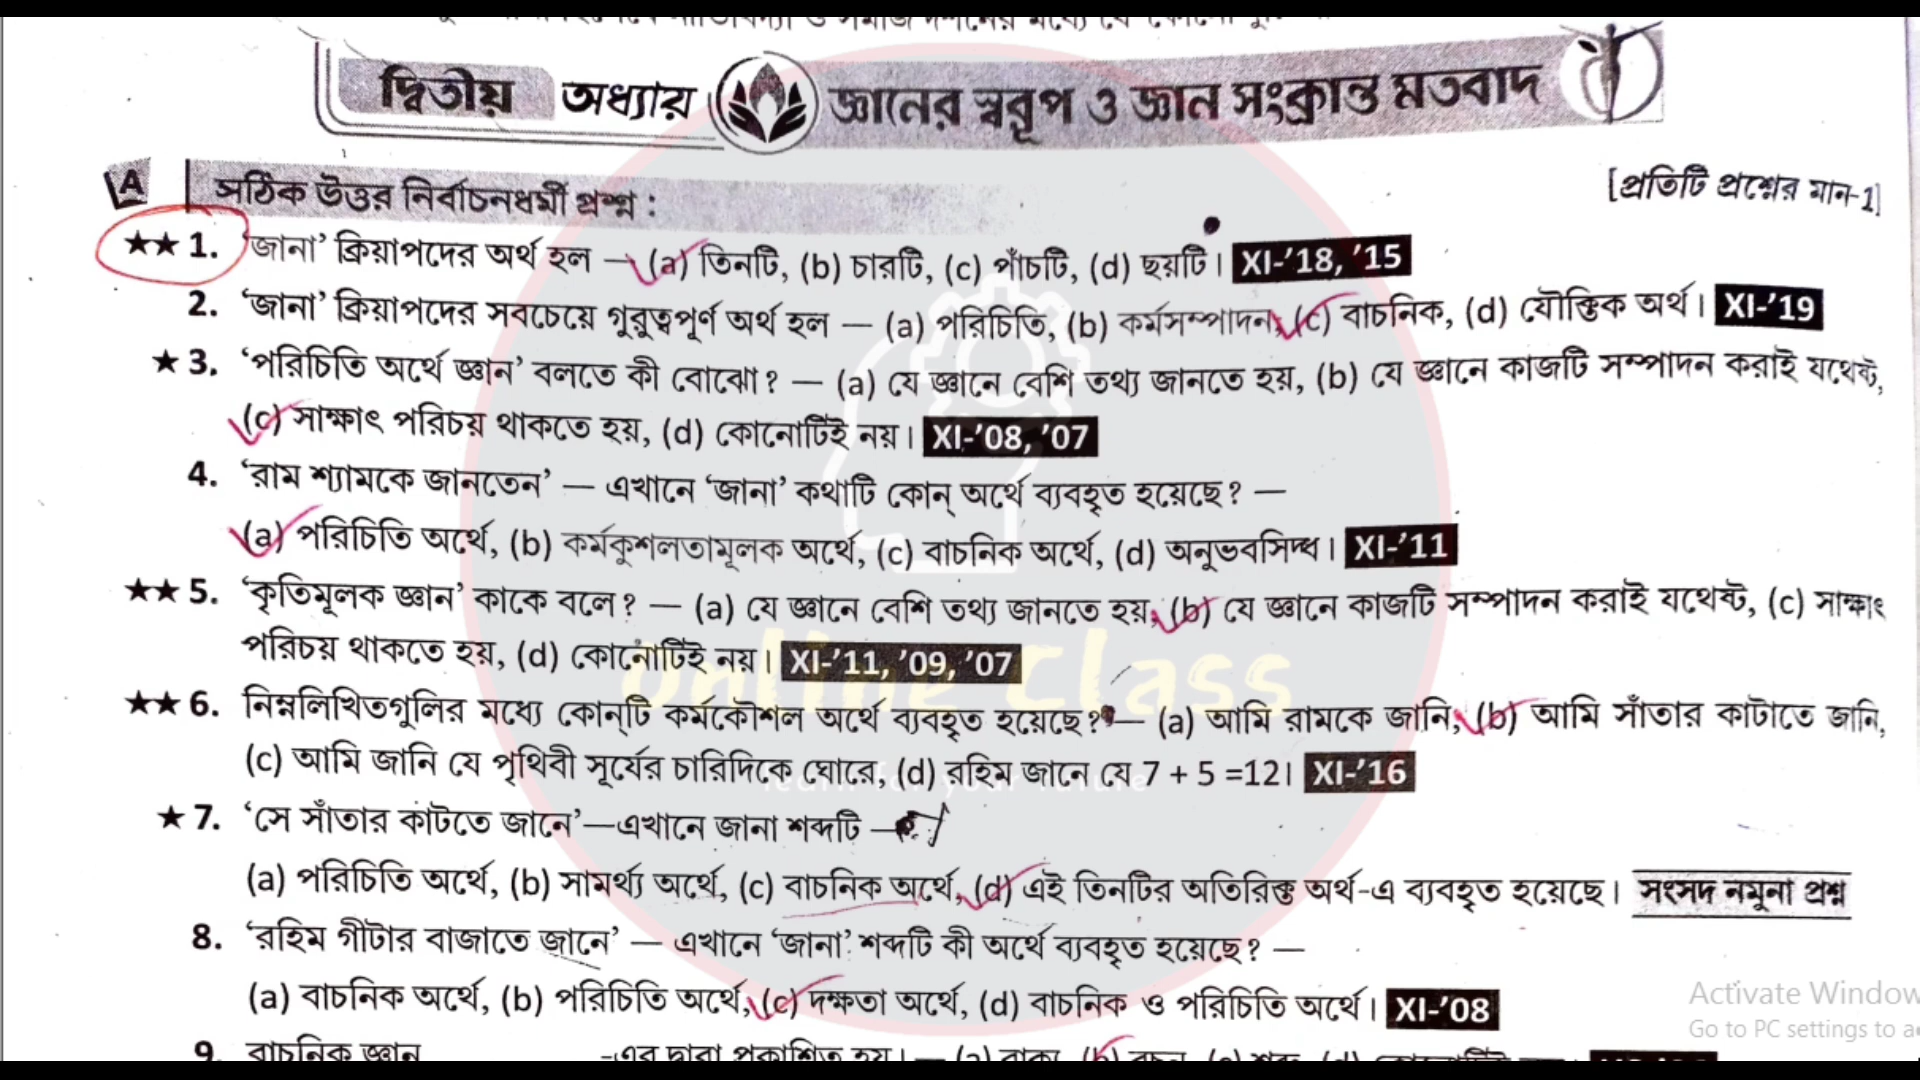 দ্বিতীয় অধ্যায় জ্ঞানের স্বরূপ ও জ্ঞান সংক্রান্ত মতবাদ
A সঠিক উত্তর নির্বাচনধর্মী প্রশ্ন : [প্রতিটি প্রশ্নের মান-1]
★★ 1. ‘জানা’ ক্রিয়াপদের অর্থ হল — (a) তিনটি, (b) চারটি, (c) পাঁচটি, (d) ছয়টি। XI-’18, ’15
2. ‘জানা’ ক্রিয়াপদের সবচেয়ে গুরুত্বপূর্ণ অর্থ হল — (a) পরিচিতি, (b) কর্মসম্পাদন, (c) বাচনিক, (d) যৌক্তিক অর্থ। XI-’19
★ 3. ‘পরিচিতি অর্থে জ্ঞান’ বলতে কী বোঝো? — (a) যে জ্ঞানে বেশি তথ্য জানতে হয়, (b) যে জ্ঞানে কাজটি সম্পাদন করাই যথেষ্ট,
(c) সাক্ষাৎ পরিচয় থাকতে হয়, (d) কোনোটিই নয়। XI-’08, ’07
4. ‘রাম শ্যামকে জানতেন’ — এখানে ‘জানা’ কথাটি কোন্ অর্থে ব্যবহৃত হয়েছে? —
(a) পরিচিতি অর্থে, (b) কর্মকুশলতামূলক অর্থে, (c) বাচনিক অর্থে, (d) অনুভবসিদ্ধ। XI-’11
★★ 5. ‘কৃতিমূলক জ্ঞান’ কাকে বলে? — (a) যে জ্ঞানে বেশি তথ্য জানতে হয়, (b) যে জ্ঞানে কাজটি সম্পাদন করাই যথেষ্ট, (c) সাক্ষাৎ
পরিচয় থাকতে হয়, (d) কোনোটিই নয়। XI-’11, ’09, ’07
online Class
★★ 6. নিম্নলিখিতগুলির মধ্যে কোন্‌টি কর্মকৌশল অর্থে ব্যবহৃত হয়েছে? — (a) আমি রামকে জানি, (b) আমি সাঁতার কাটাতে জানি,
(c) আমি জানি যে পৃথিবী সূর্যের চারিদিকে ঘোরে, (d) রহিম জানে যে 7 + 5 =12। XI-’16
★ 7. ‘সে সাঁতার কাটতে জানে’—এখানে জানা শব্দটি —
(a) পরিচিতি অর্থে, (b) সামর্থ্য অর্থে, (c) বাচনিক অর্থে, (d) এই তিনটির অতিরিক্ত অর্থ-এ ব্যবহৃত হয়েছে। সংসদ নমুনা প্রশ্ন
8. ‘রহিম গীটার বাজাতে জানে’ — এখানে ‘জানা’ শব্দটি কী অর্থে ব্যবহৃত হয়েছে? —
(a) বাচনিক অর্থে, (b) পরিচিতি অর্থে, (c) দক্ষতা অর্থে, (d) বাচনিক ও পরিচিতি অর্থে। XI-’08
Activate Window
Go to PC settings to a
9. বাচনিক জ্ঞান